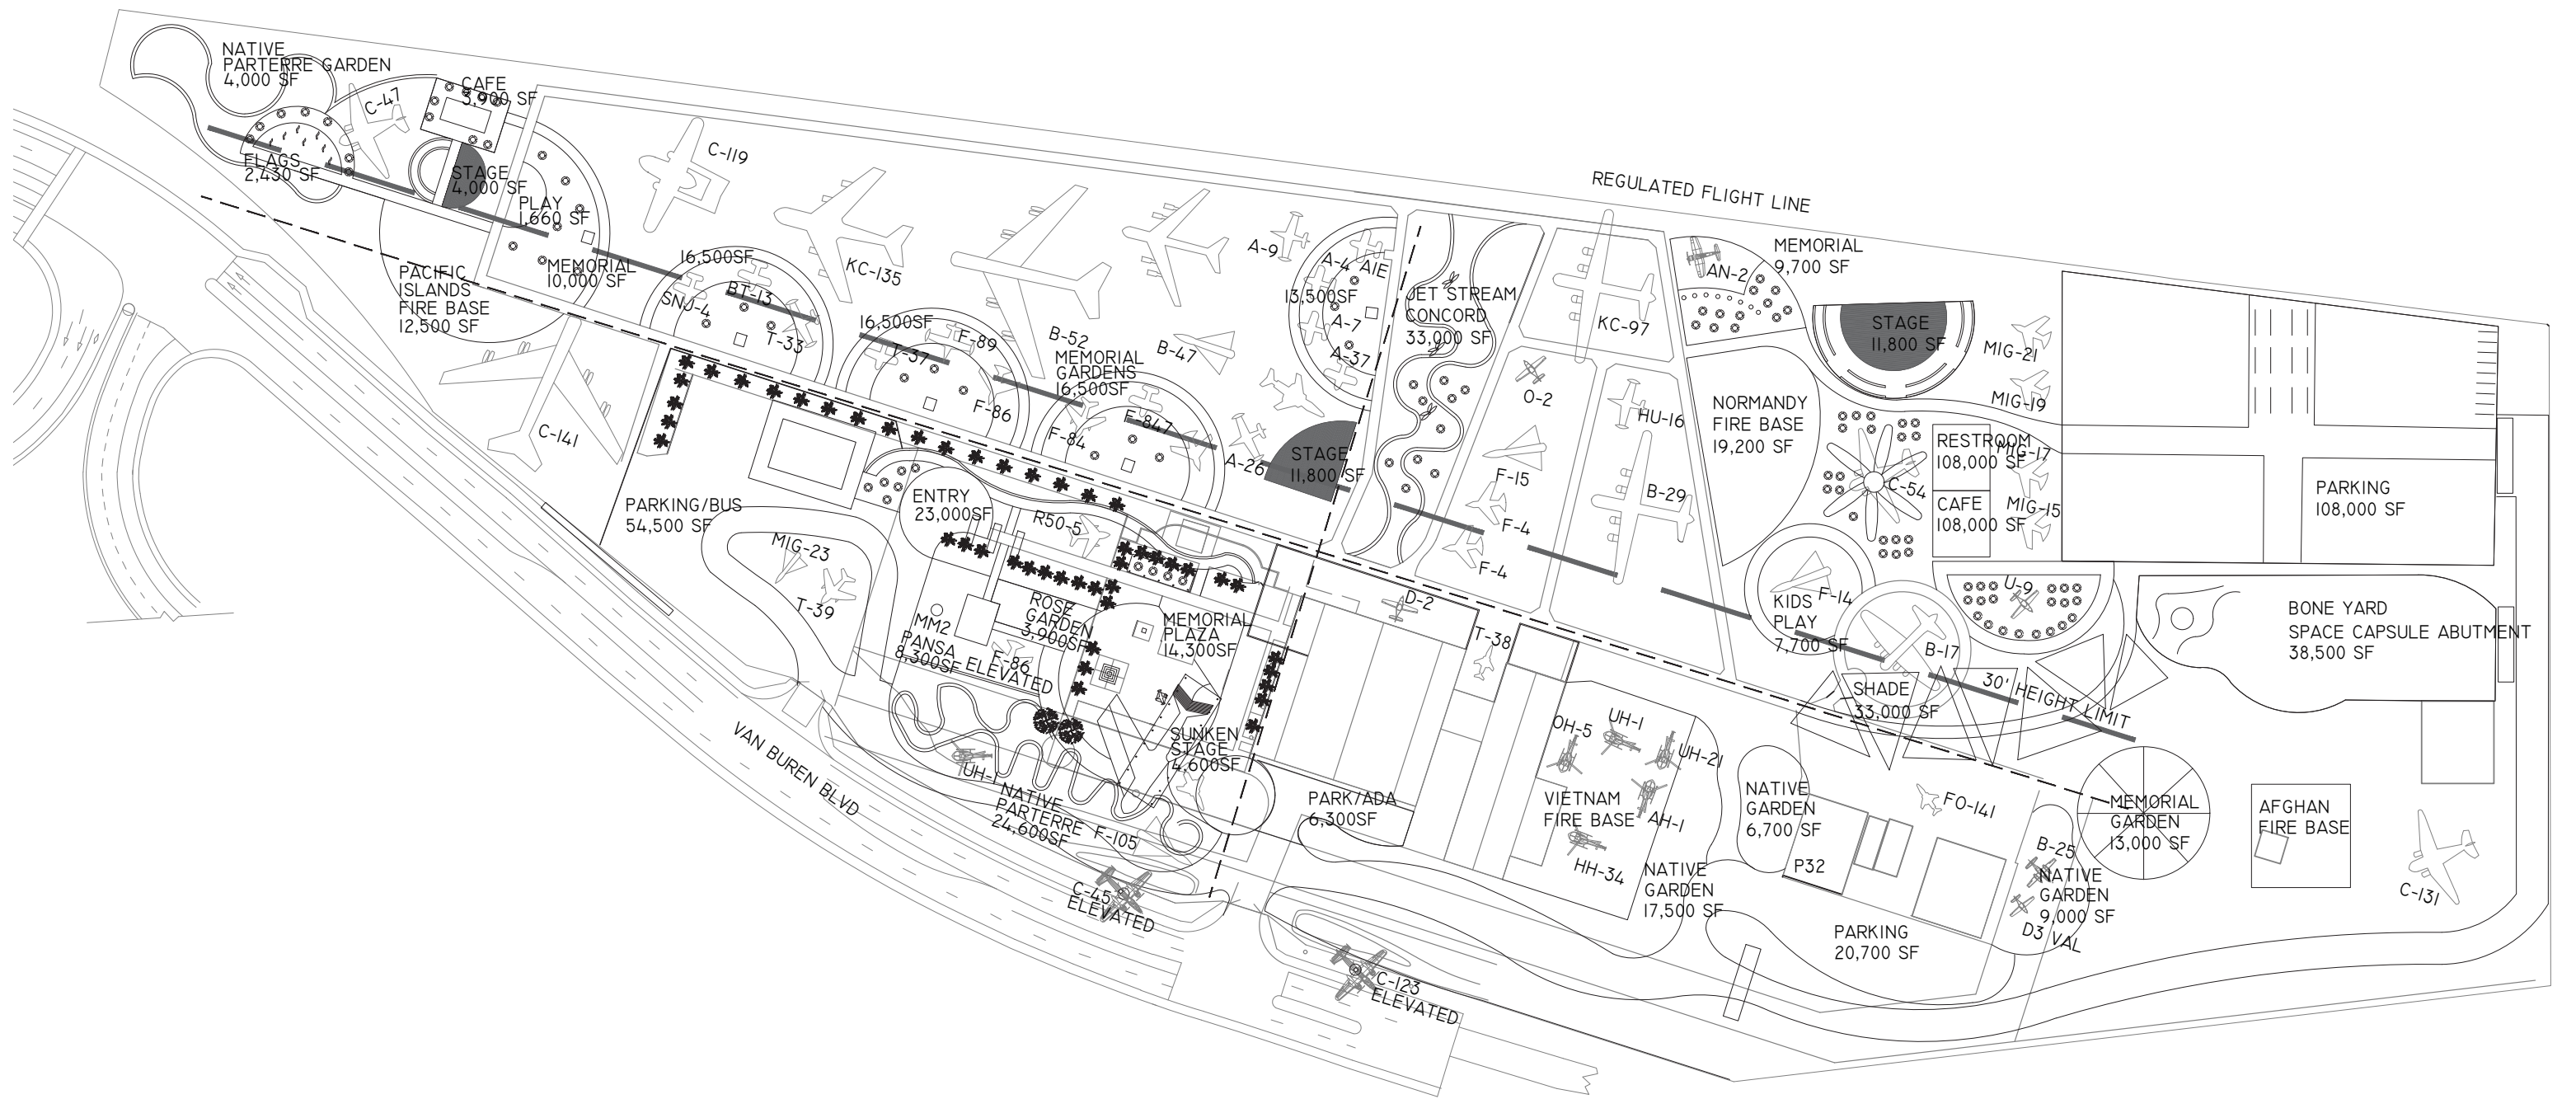 NATIVE
PARTERRE GARDEN
4,000 SF
C-47
CAFE
3,900 SF
FLAGS
2,430 SF
STAGE
4,000 SF
PLAY
1,660 SF
C-119
PACIFIC
ISLANDS
FIRE BASE
12,500 SF
MEMORIAL
10,000 SF
16,500SF
SNJ-4
BT-13
T-33
KC-135
16,500SF
T-37
F-89
F-86
B-52
MEMORIAL
GARDENS
16,500SF
F-84
F-847
B-47
A-9
A-4
A1E
13,500SF
A-7
A-37
A-26
STAGE
11,800 SF
JET STREAM
CONCORD
33,000 SF
REGULATED FLIGHT LINE
KC-97
O-2
HU-16
F-15
F-4
F-4
B-29
AN-2
MEMORIAL
9,700 SF
STAGE
11,800 SF
MIG-21
MIG-19
NORMANDY
FIRE BASE
19,200 SF
C-54
RESTROOM
108,000 SF
MIG-17
CAFE
108,000 SF
MIG-15
PARKING
108,000 SF
U-9
KIDS
PLAY
7,700 SF
F-14
B-17
SHADE
33,000 SF
30' HEIGHT LIMIT
BONE YARD
SPACE CAPSULE ABUTMENT
38,500 SF
C-141
PARKING/BUS
54,500 SF
MIG-23
T-39
ENTRY
23,000SF
R50-5
MM2
PANSA
8,300SF
ROSE
GARDEN
3,900SF
F-86
ELEVATED
MEMORIAL
PLAZA
14,300SF
SUNKEN
STAGE
4,600SF
UH-1
NATIVE
PARTERRE
24,600SF
F-105
VAN BUREN BLVD
C-45
ELEVATED
C-123
ELEVATED
D-2
T-38
PARK/ADA
6,300SF
OH-5
UH-1
UH-21
VIETNAM
FIRE BASE
AH-1
HH-34
NATIVE
GARDEN
17,500 SF
NATIVE
GARDEN
6,700 SF
P32
FO-141
PARKING
20,700 SF
B-25
NATIVE
GARDEN
9,000 SF
D3 VAL
MEMORIAL
GARDEN
13,000 SF
AFGHAN
FIRE BASE
C-131